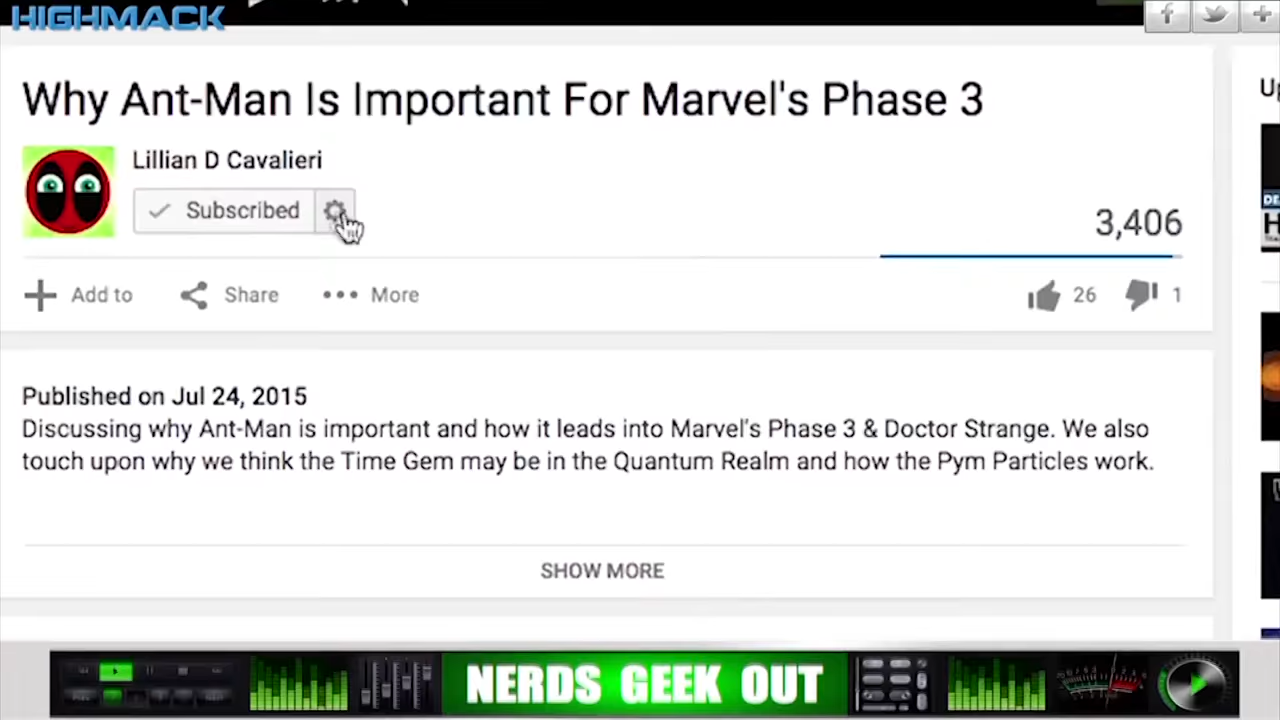 HIGHMACK
Why Ant-Man Is Important For Marvel's Phase 3
Lillian D Cavalieri
Subscribed
3,406
Add to
Share
More
26
1
Published on Jul 24, 2015
Discussing why Ant-Man is important and how it leads into Marvel's Phase 3 & Doctor Strange. We also
touch upon why we think the Time Gem may be in the Quantum Realm and how the Pym Particles work.
SHOW MORE
NERDS GEEK OUT